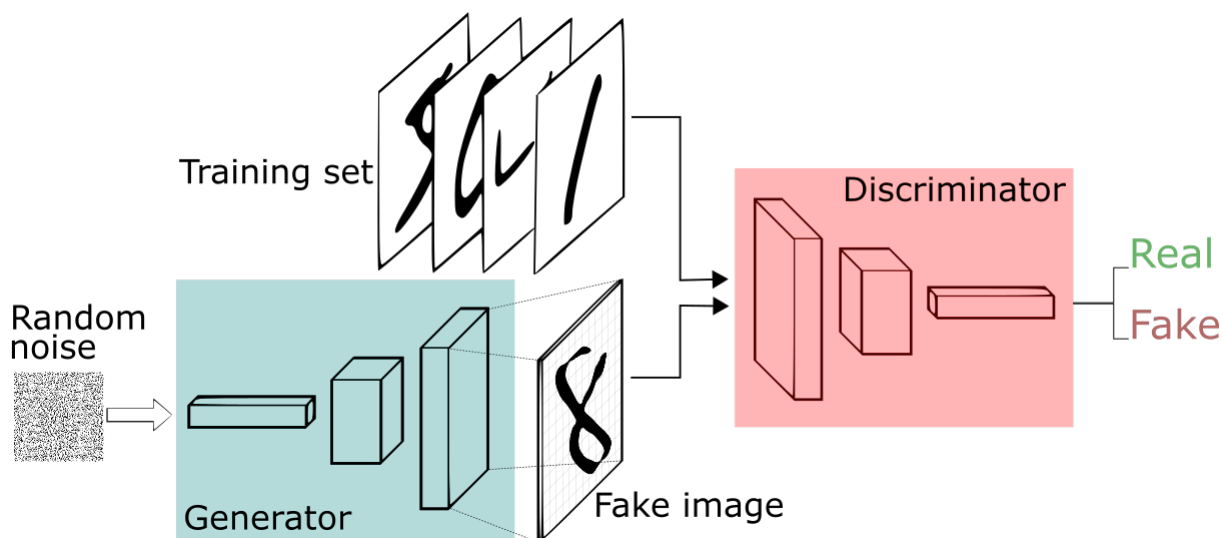 Training set
Discriminator
Real
Fake
Random
noise
Generator
Fake image